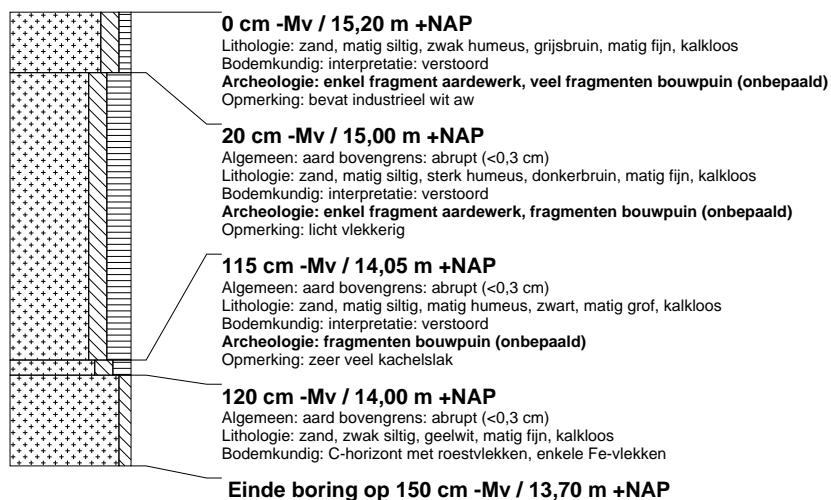 0 cm -Mv / 15,20 m +NAP
Lithologie: zand, matig siltig, zwak humeus, grijsbruin, matig fijn, kalkloos
Bodemkundig: interpretatie: verstoord
Archeologie: enkel fragment aardewerk, veel fragmenten bouwpuin (onbepaald)
Opmerking: bevat industrieel wit aw
20 cm -Mv / 15,00 m +NAP
Algemeen: aard bovengrens: abrupt (<0,3 cm)
Lithologie: zand, matig siltig, sterk humeus, donkerbruin, matig fijn, kalkloos
Bodemkundig: interpretatie: verstoord
Archeologie: enkel fragment aardewerk, fragmenten bouwpuin (onbepaald)
Opmerking: licht vlekkerig
115 cm -Mv / 14,05 m +NAP
Algemeen: aard bovengrens: abrupt (<0,3 cm)
Lithologie: zand, matig siltig, matig humeus, zwart, matig grof, kalkloos
Bodemkundig: interpretatie: verstoord
Archeologie: fragmenten bouwpuin (onbepaald)
Opmerking: zeer veel kachelslak
120 cm -Mv / 14,00 m +NAP
Algemeen: aard bovengrens: abrupt (<0,3 cm)
Lithologie: zand, zwak siltig, geelwit, matig fijn, kalkloos
Bodemkundig: C-horizont met roestvlekken, enkele Fe-vlekken
Einde boring op 150 cm -Mv / 13,70 m +NAP